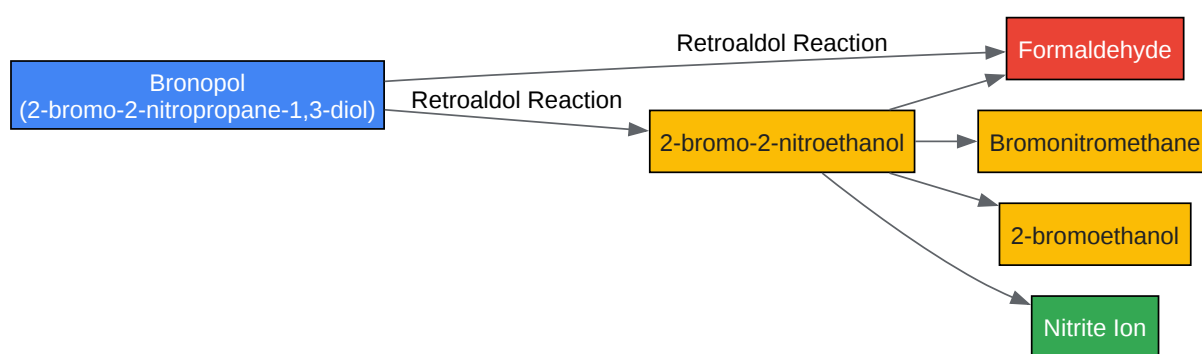 Bronopol
(2-bromo-2-nitropropane-1,3-diol)
Retroaldol Reaction
Retroaldol Reaction
2-bromo-2-nitroethanol
Formaldehyde
Bromonitromethane
2-bromoethanol
Nitrite Ion